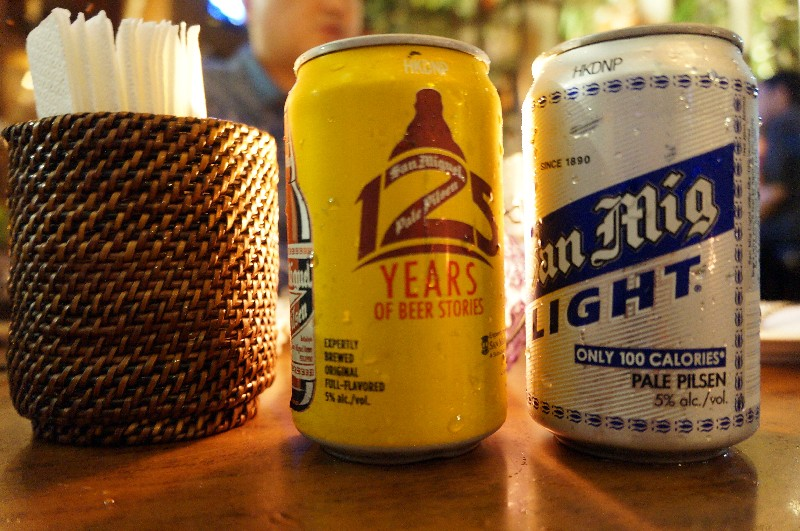 HKDNP
San Miguel
125
Pale Pilsen
YEARS
OF BEER STORIES
EXPERTLY
BREWED
ORIGINAL
FULL-FLAVORED
5% alc./vol.
HKDNP
SINCE 1890
San Mig
LIGHT
ONLY 100 CALORIES*
PALE PILSEN
5% alc./vol.